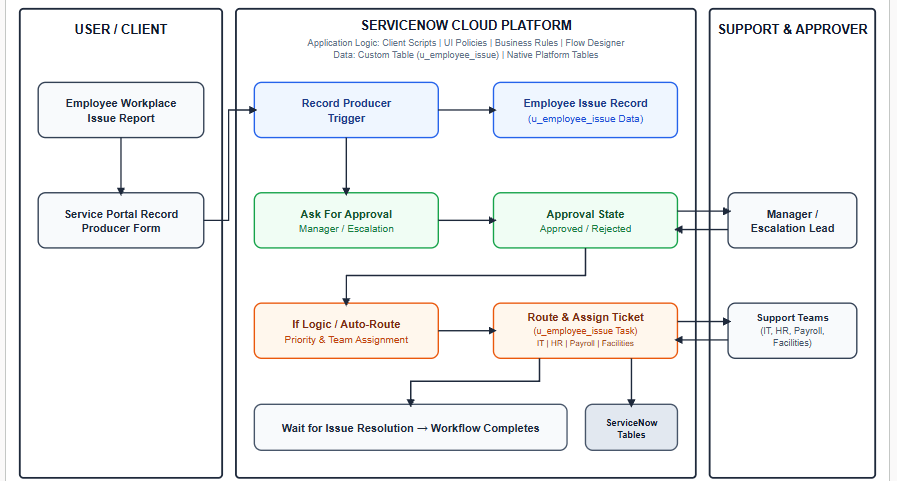 USER / CLIENT
SERVICENOW CLOUD PLATFORM
Application Logic: Client Scripts | UI Policies | Business Rules | Flow Designer
Data: Custom Table (u_employee_issue) | Native Platform Tables
SUPPORT & APPROVER
Employee Workplace
Issue Report
Record Producer
Trigger
Employee Issue Record
(u_employee_issue Data)
Service Portal Record
Producer Form
Ask For Approval
Manager / Escalation
Approval State
Approved / Rejected
Manager /
Escalation Lead
If Logic / Auto-Route
Priority & Team Assignment
Route & Assign Ticket
(u_employee_issue Task)
IT | HR | Payroll | Facilities
Support Teams
(IT, HR, Payroll,
Facilities)
Wait for Issue Resolution → Workflow Completes
ServiceNow
Tables